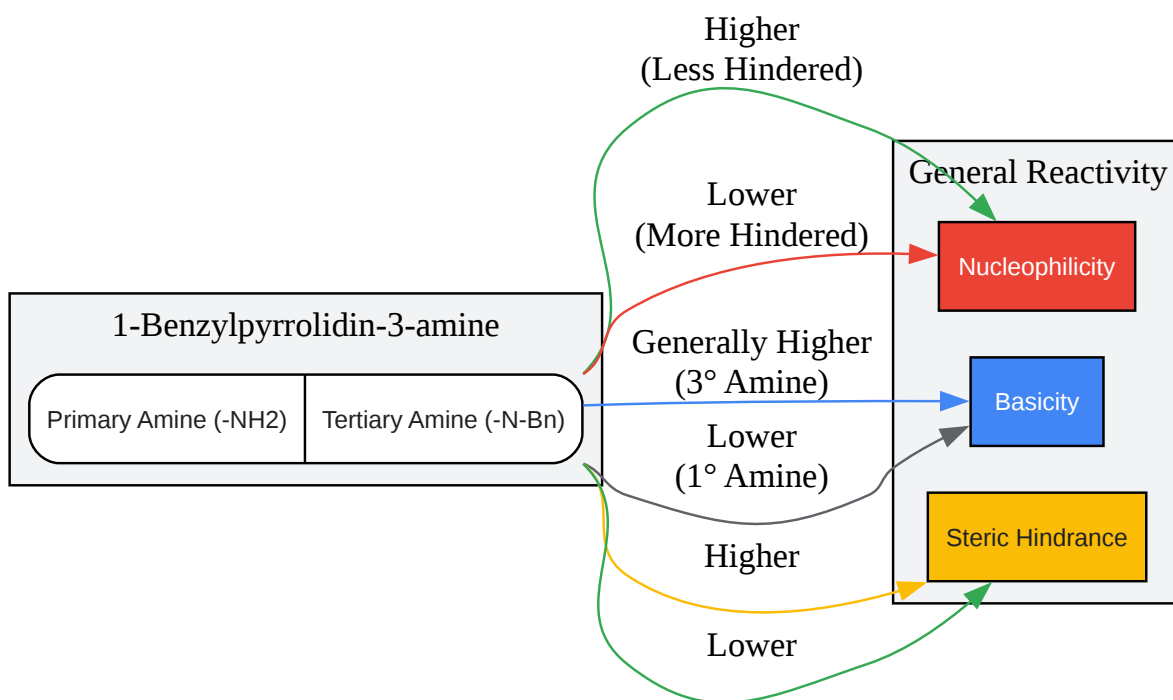 Higher
(Less Hindered)
General Reactivity
Lower
(More Hindered)
Nucleophilicity
1-Benzylpyrrolidin-3-amine
Generally Higher
(3° Amine)
Basicity
Primary Amine (-NH2)
Tertiary Amine (-N-Bn)
Lower
(1° Amine)
Steric Hindrance
Higher
Lower